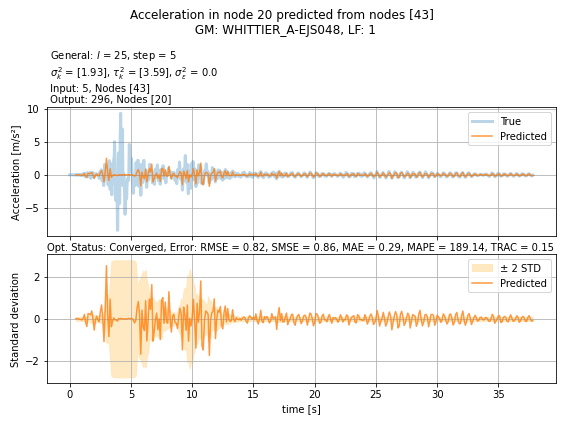 Acceleration in node 20 predicted from nodes [43]
GM: WHITTIER_A-EJS048, LF: 1
General: l = 25, step = 5
σ²ₖ = [1.93], τ²ₖ = [3.59], σ²ε = 0.0
Input: 5, Nodes [43]
Output: 296, Nodes [20]
10
5
0
−5
Acceleration [m/s²]
True
Predicted
Opt. Status: Converged, Error: RMSE = 0.82, SMSE = 0.86, MAE = 0.29, MAPE = 189.14, TRAC = 0.15
2
0
−2
Standard deviation
± 2 STD
Predicted
0 5 10 15 20 25 30 35
time [s]